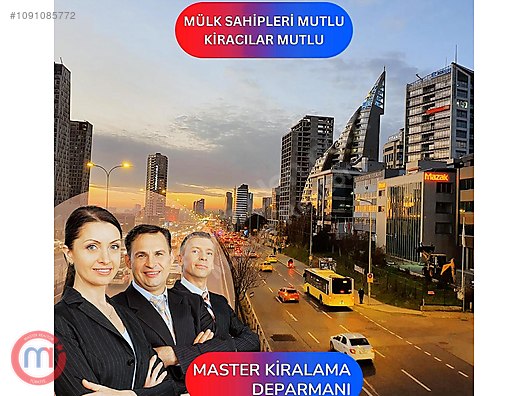 #1091085772
MÜLK SAHİPLERİ MUTLU
KİRACILAR MUTLU
Mazak
MASTER KİRALAMA
DEPARMANI